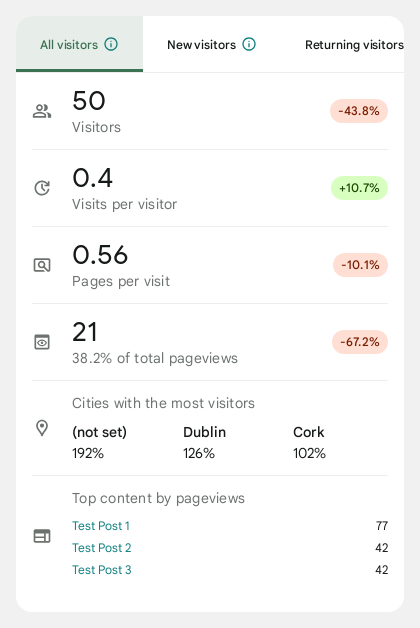 All visitors New visitors Returning visitors
50 -43.8%
Visitors
0.4 +10.7%
Visits per visitor
0.56 -10.1%
Pages per visit
21 -67.2%
38.2% of total pageviews
Cities with the most visitors
(not set) Dublin Cork
192% 126% 102%
Top content by pageviews
Test Post 1 77
Test Post 2 42
Test Post 3 42